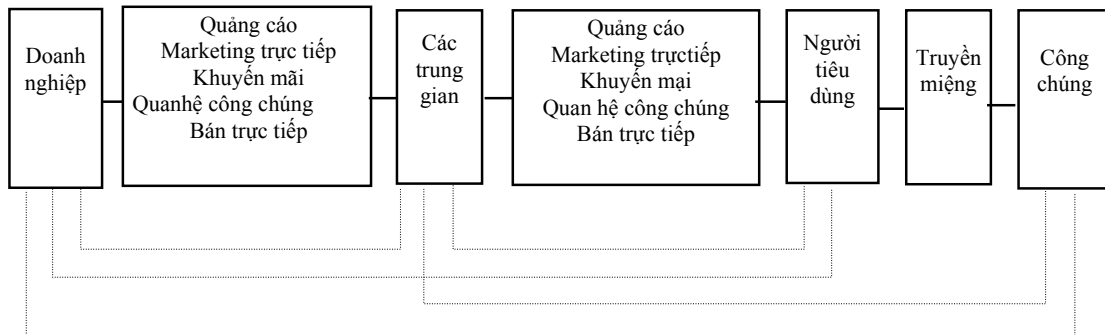 Doanh
nghiệp
Quảng cáo
Marketing trực tiếp
Khuyến mãi
Quanhệ công chúng
Bán trực tiếp
Các
trung
gian
Quảng cáo
Marketing trựctiếp
Khuyến mại
Quan hệ công chúng
Bán trực tiếp
Người
tiêu
dùng
Truyền
miệng
Công
chúng